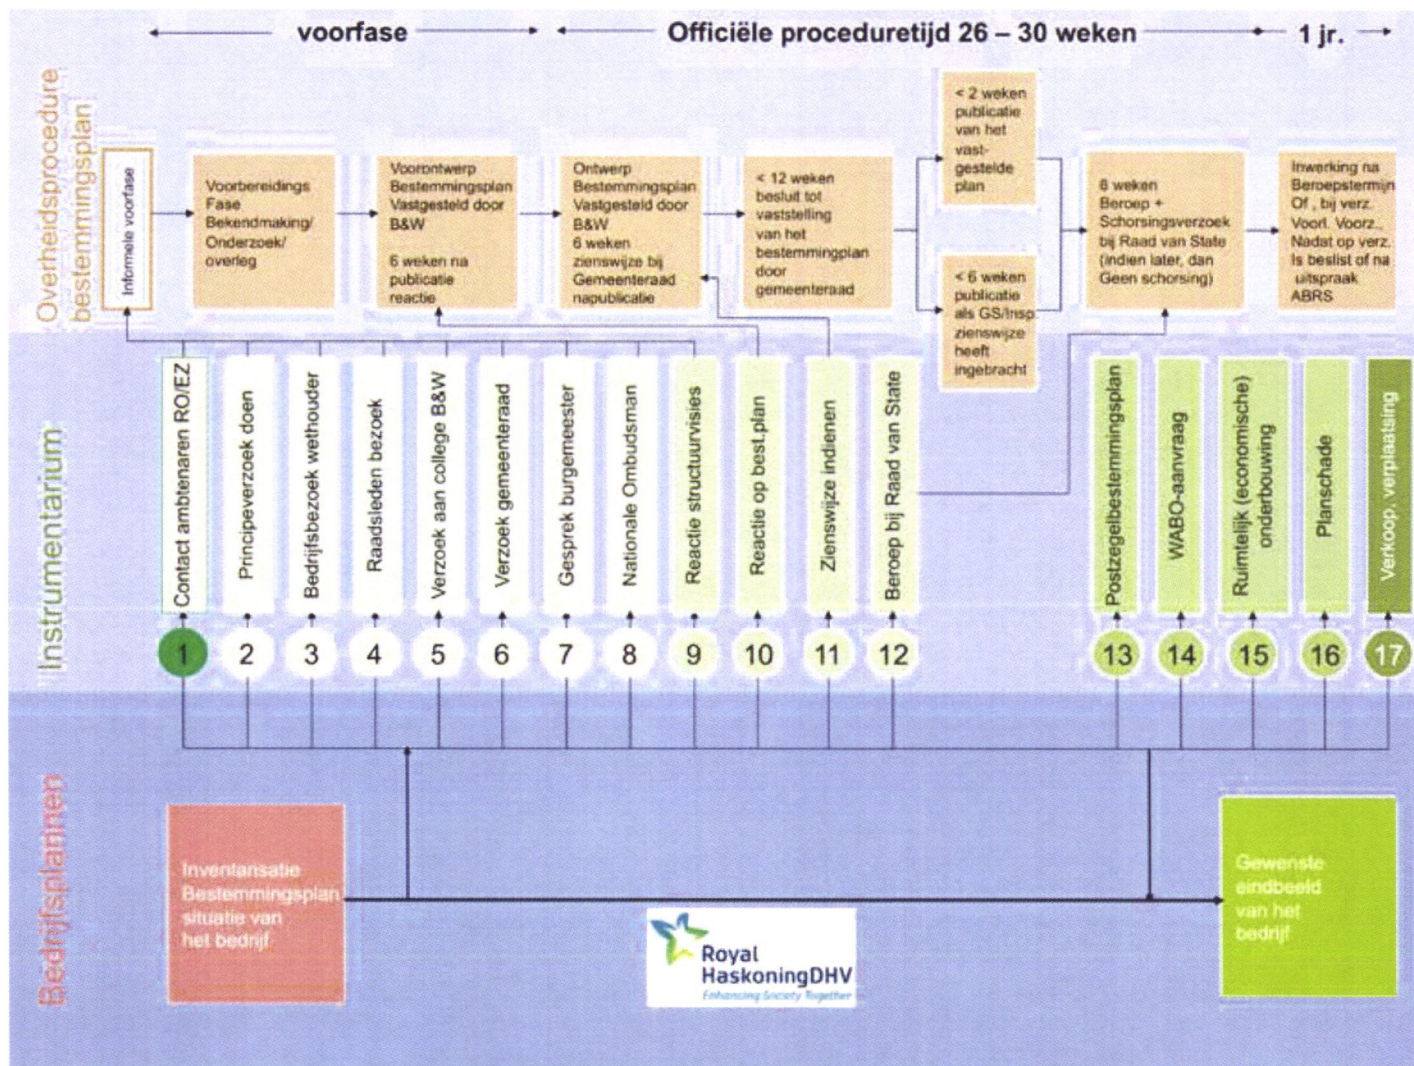 voorfase
Officiële proceduretijd 26 – 30 weken
1 jr.
Overheidsprocedure
bestemmingsplan
Informele voorfase
Voorbereidings
Fase
Bekendmaking/
Onderzoek/
overleg
Voorontwerp
Bestemmingsplan
Vastgesteld door
B&W
6 weken na
publicatie
reactie
Ontwerp
Bestemmingsplan
Vastgesteld door
B&W
6 weken
zienswijze bij
Gemeenteraad
napublicatie
< 12 weken
besluit tot
vaststelling
van het
bestemmingplan
door
gemeenteraad
< 2 weken
publicatie
van het
vast-
gestelde
plan
< 6 weken
publicatie
als GS/Insp.
zienswijze
heeft
ingebracht
6 weken
Beroep +
Schorsingsverzoek
bij Raad van State
(indien later, dan
Geen schorsing)
Inwerking na
Beroepstermijn
Of , bij verz.
Voorl. Voorz.,
Nadat op verz.
Is beslist of na
uitspraak
ABRS
Instrumentarium
Contact ambtenaren RO/EZ
Principeverzoek doen
Bedrijfsbezoek wethouder
Raadsleden bezoek
Verzoek aan college B&W
Verzoek gemeenteraad
Gesprek burgemeester
Nationale Ombudsman
Reactie structuurvisies
Reactie op best.plan
Zienswijze indienen
Beroep bij Raad van State
Postzegelbestemmingsplan
WABO-aanvraag
Ruimtelijk (economische)
onderbouwing
Planschade
Verkoop, verplaatsing
1
2
3
4
5
6
7
8
9
10
11
12
13
14
15
16
17
Bedrijfsplannen
Inventarisatie
Bestemmingsplan
situatie van
het bedrijf
Gewenste
eindbeeld
van het
bedrijf
Royal
HaskoningDHV
Enhancing Society Together